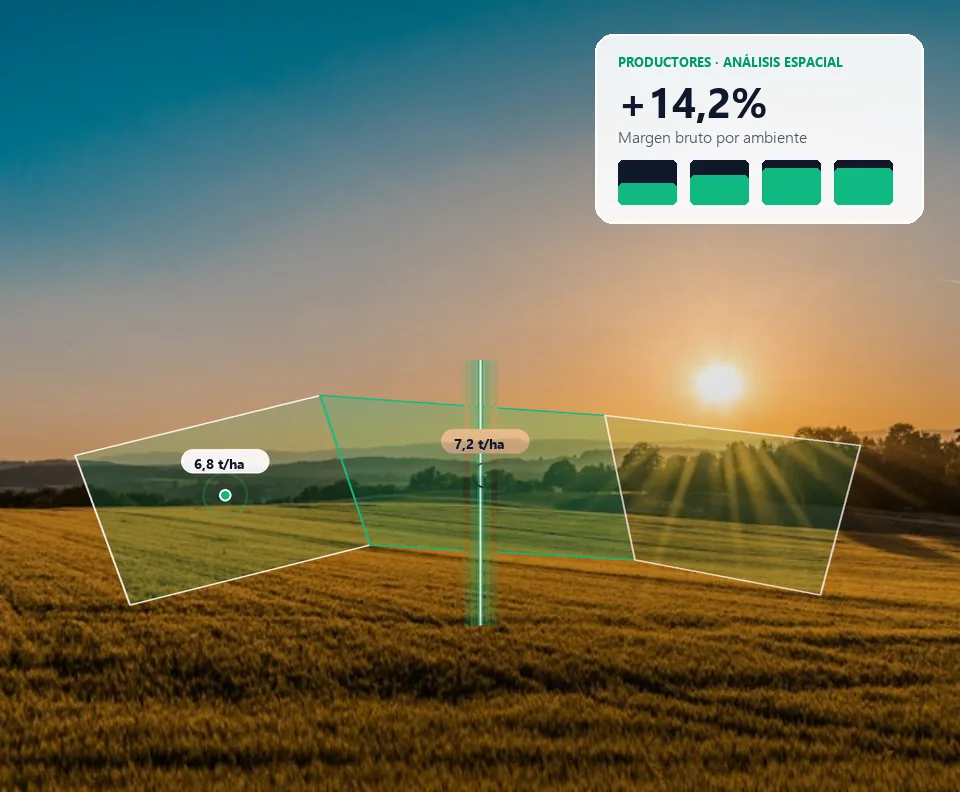 PRODUCTORES · ANÁLISIS ESPACIAL
+14,2%
Margen bruto por ambiente
7,2 t/ha
6,8 t/ha